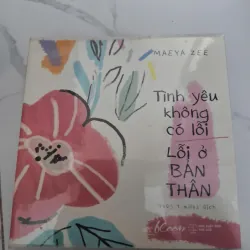 MAEYA ZEE
Tình yêu
không
có lỗi
Lỗi ở
BẢN
THÂN